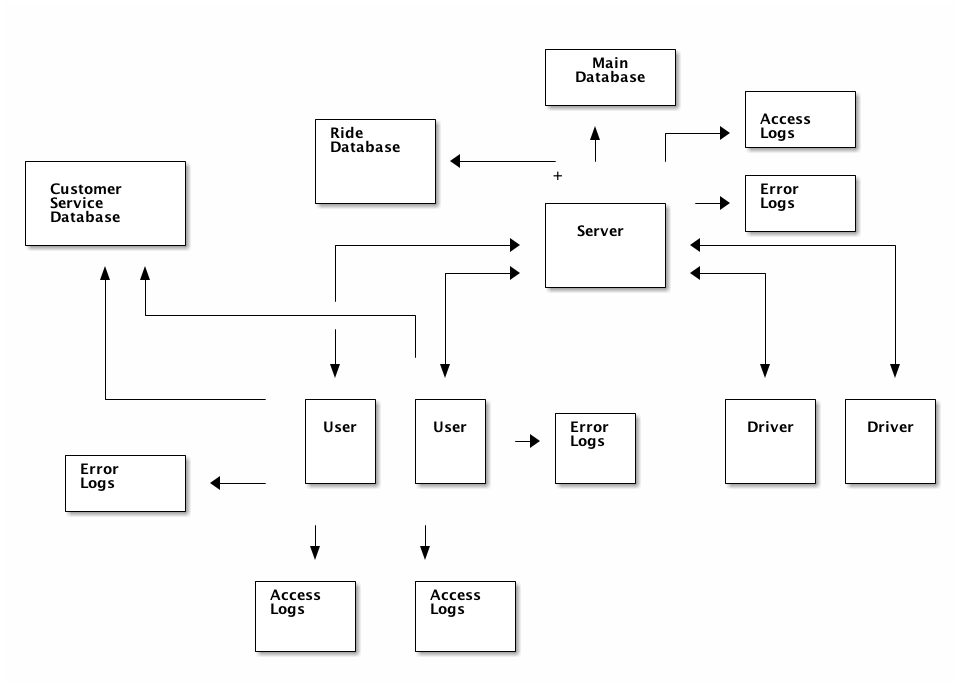 Main
Database
Access
Logs
Ride
Database
+
Error
Logs
Customer
Service
Database
Server
User
User
Error
Logs
Driver
Driver
Error
Logs
Access
Logs
Access
Logs